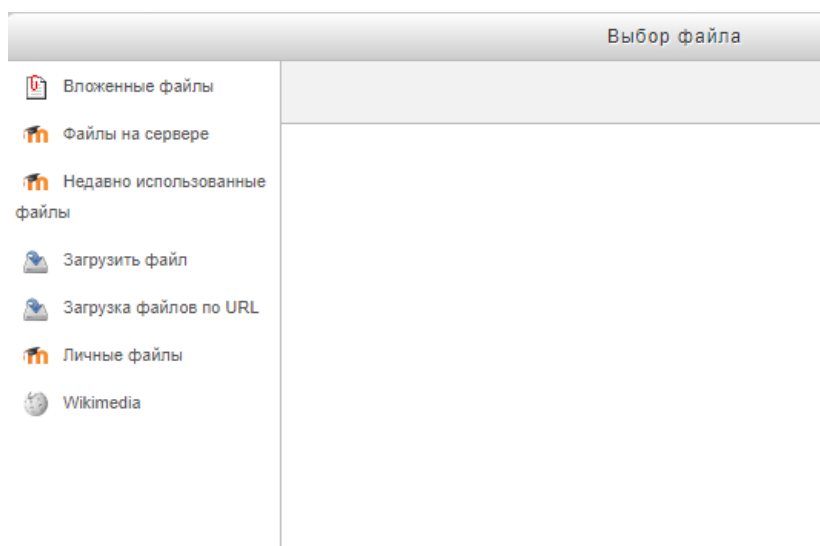 Выбор файла
Вложенные файлы
Файлы на сервере
Недавно использованные
файлы
Загрузить файл
Загрузка файлов по URL
Личные файлы
Wikimedia